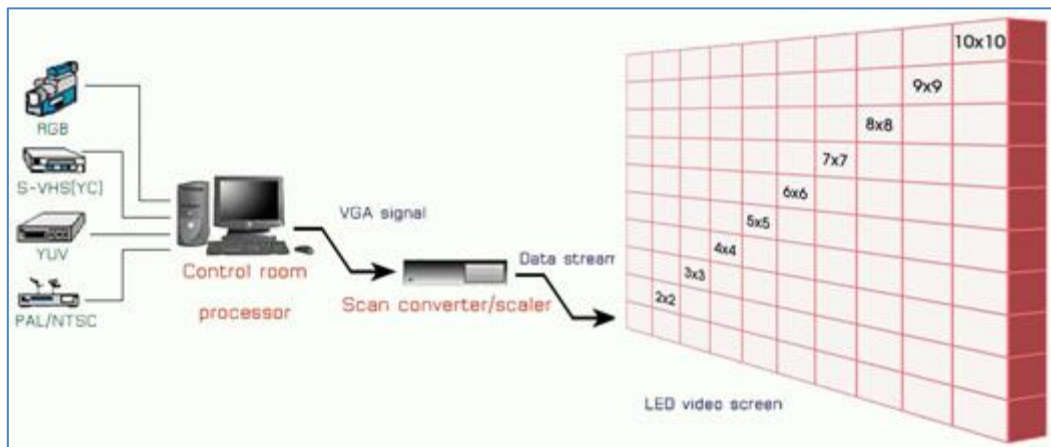 RGB
S-VHS(YC)
YUV
PAL/NTSC
Control room
processor
VGA signal
Scan converter/scaler
Data stream
10x10
9x9
8x8
7x7
6x6
5x5
4x4
3x3
2x2
LED video screen